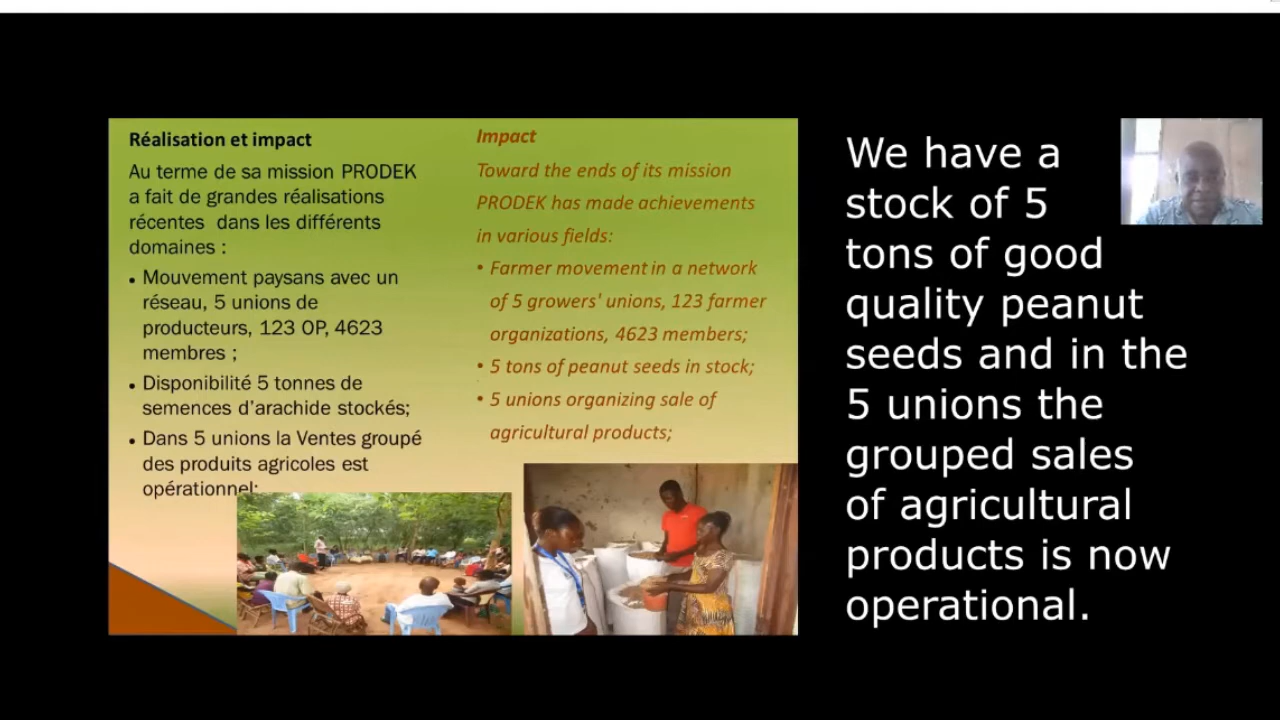 Réalisation et impact
Au terme de sa mission PRODEK
a fait de grandes réalisations
récentes dans les différents
domaines :
• Mouvement paysans avec un
réseau, 5 unions de
producteurs, 123 OP, 4623
membres ;
• Disponibilité 5 tonnes de
semences d'arachide stockés;
• Dans 5 unions la Ventes groupé
des produits agricoles est
opérationnel;
Impact
Toward the ends of its mission
PRODEK has made achievements
in various fields:
• Farmer movement in a network
of 5 growers' unions, 123 farmer
organizations, 4623 members;
• 5 tons of peanut seeds in stock;
• 5 unions organizing sale of
agricultural products;
We have a
stock of 5
tons of good
quality peanut
seeds and in the
5 unions the
grouped sales
of agricultural
products is now
operational.